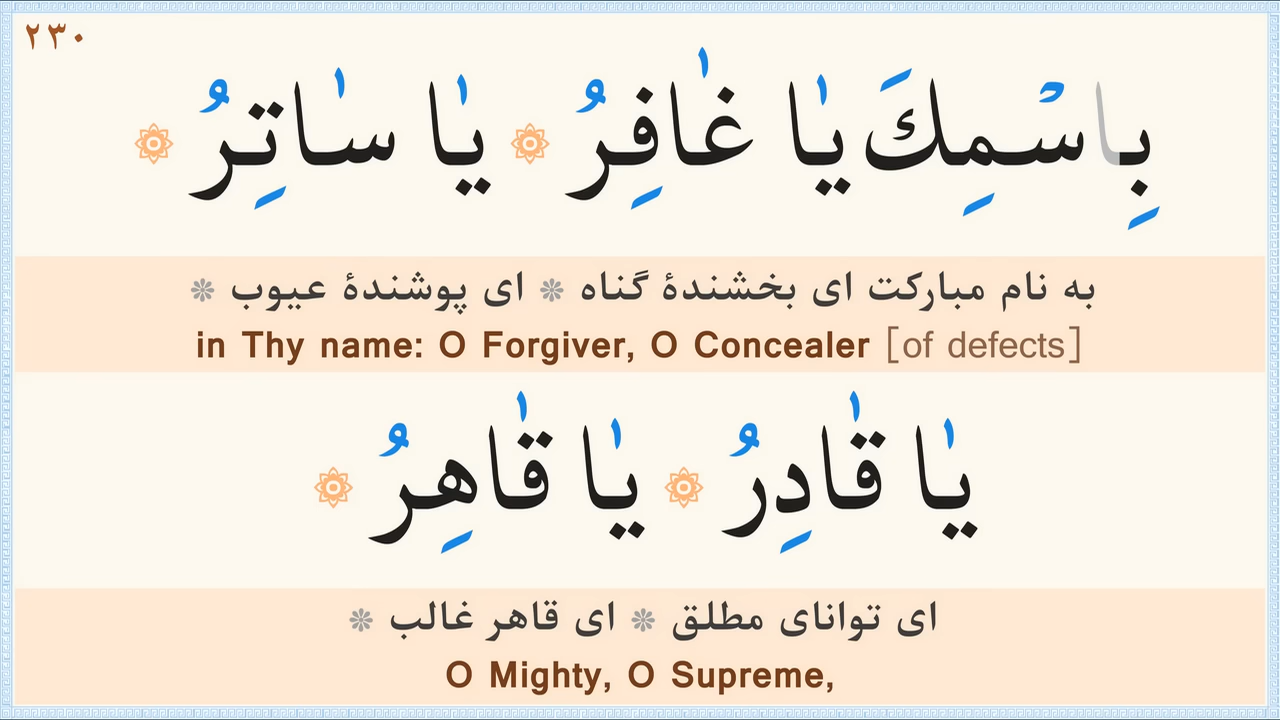 ۲۳۰
بِاسْمِكَ يٰا غٰافِرُ ۞ يٰا سٰاتِرُ ۞
به نام مبارکت ای بخشندهٔ گناه ❇ ای پوشندهٔ عیوب ❇
in Thy name: O Forgiver, O Concealer [of defects]
يٰا قٰادِرُ ۞ يٰا قٰاهِرُ ۞
ای توانای مطلق ❇ ای قاهر غالب ❇
O Mighty, O Supreme,